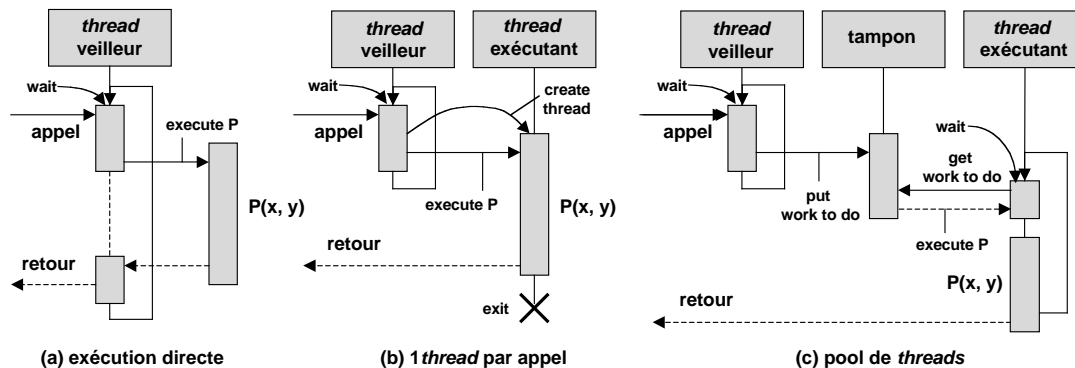 thread
veilleur
wait
appel
execute P
P(x, y)
retour
(a) exécution directe
thread
veilleur
thread
exécutant
wait
create
thread
appel
execute P
P(x, y)
retour
exit
(b) 1 thread par appel
thread
veilleur
tampon
thread
exécutant
wait
appel
wait
get
work to do
put
work to do
execute P
P(x, y)
retour
(c) pool de threads